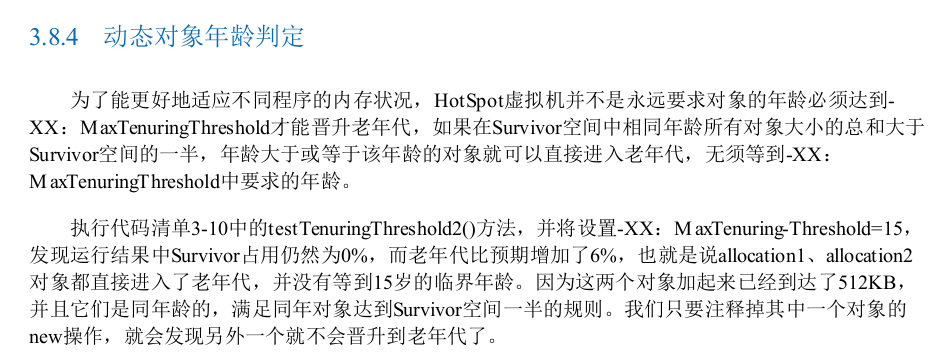 3.8.4 动态对象年龄判定
为了能更好地适应不同程序的内存状况，HotSpot虚拟机并不是永远要求对象的年龄必须达到-
XX：MaxTenuringThreshold才能晋升老年代，如果在Survivor空间中相同年龄所有对象大小的总和大于
Survivor空间的一半，年龄大于或等于该年龄的对象就可以直接进入老年代，无须等到-XX：
MaxTenuringThreshold中要求的年龄。
执行代码清单3-10中的testTenuringThreshold2()方法，并将设置-XX：MaxTenuring-Threshold=15，
发现运行结果中Survivor占用仍然为0%，而老年代比预期增加了6%，也就是说allocation1、allocation2
对象都直接进入了老年代，并没有等到15岁的临界年龄。因为这两个对象加起来已经到达了512KB，
并且它们是同年龄的，满足同年对象达到Survivor空间一半的规则。我们只要注释掉其中一个对象的
new操作，就会发现另外一个就不会晋升到老年代了。